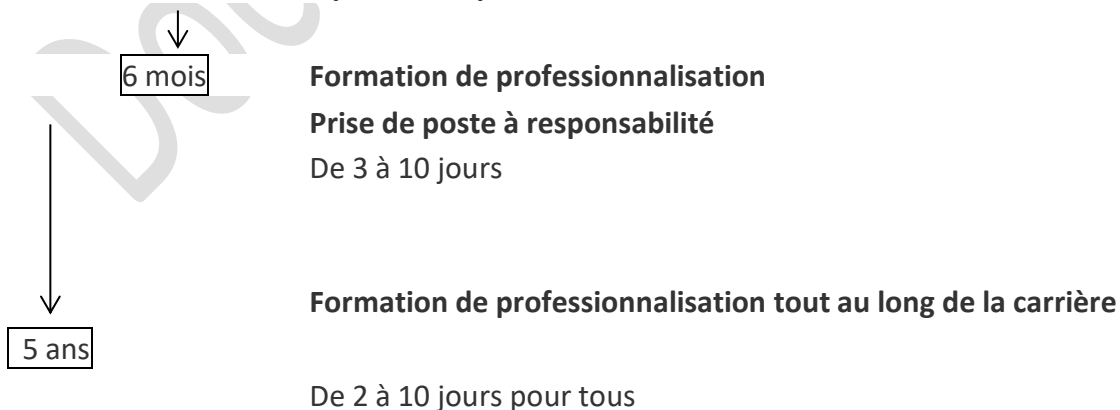 6 mois
Formation de professionnalisation
Prise de poste à responsabilité
De 3 à 10 jours
Formation de professionnalisation tout au long de la carrière
5 ans
De 2 à 10 jours pour tous